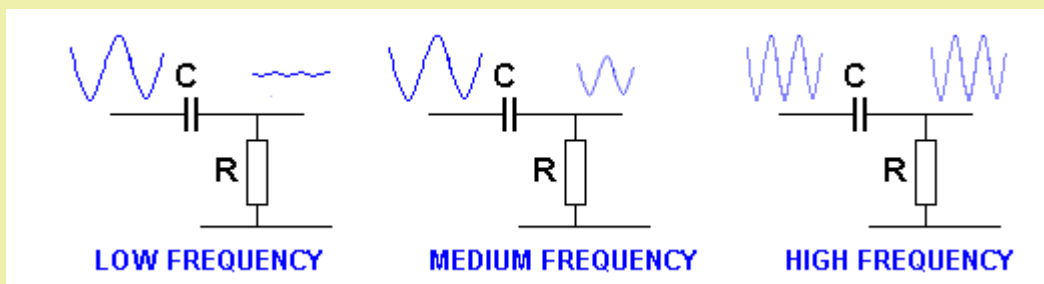 C C C
R R R
LOW FREQUENCY MEDIUM FREQUENCY HIGH FREQUENCY